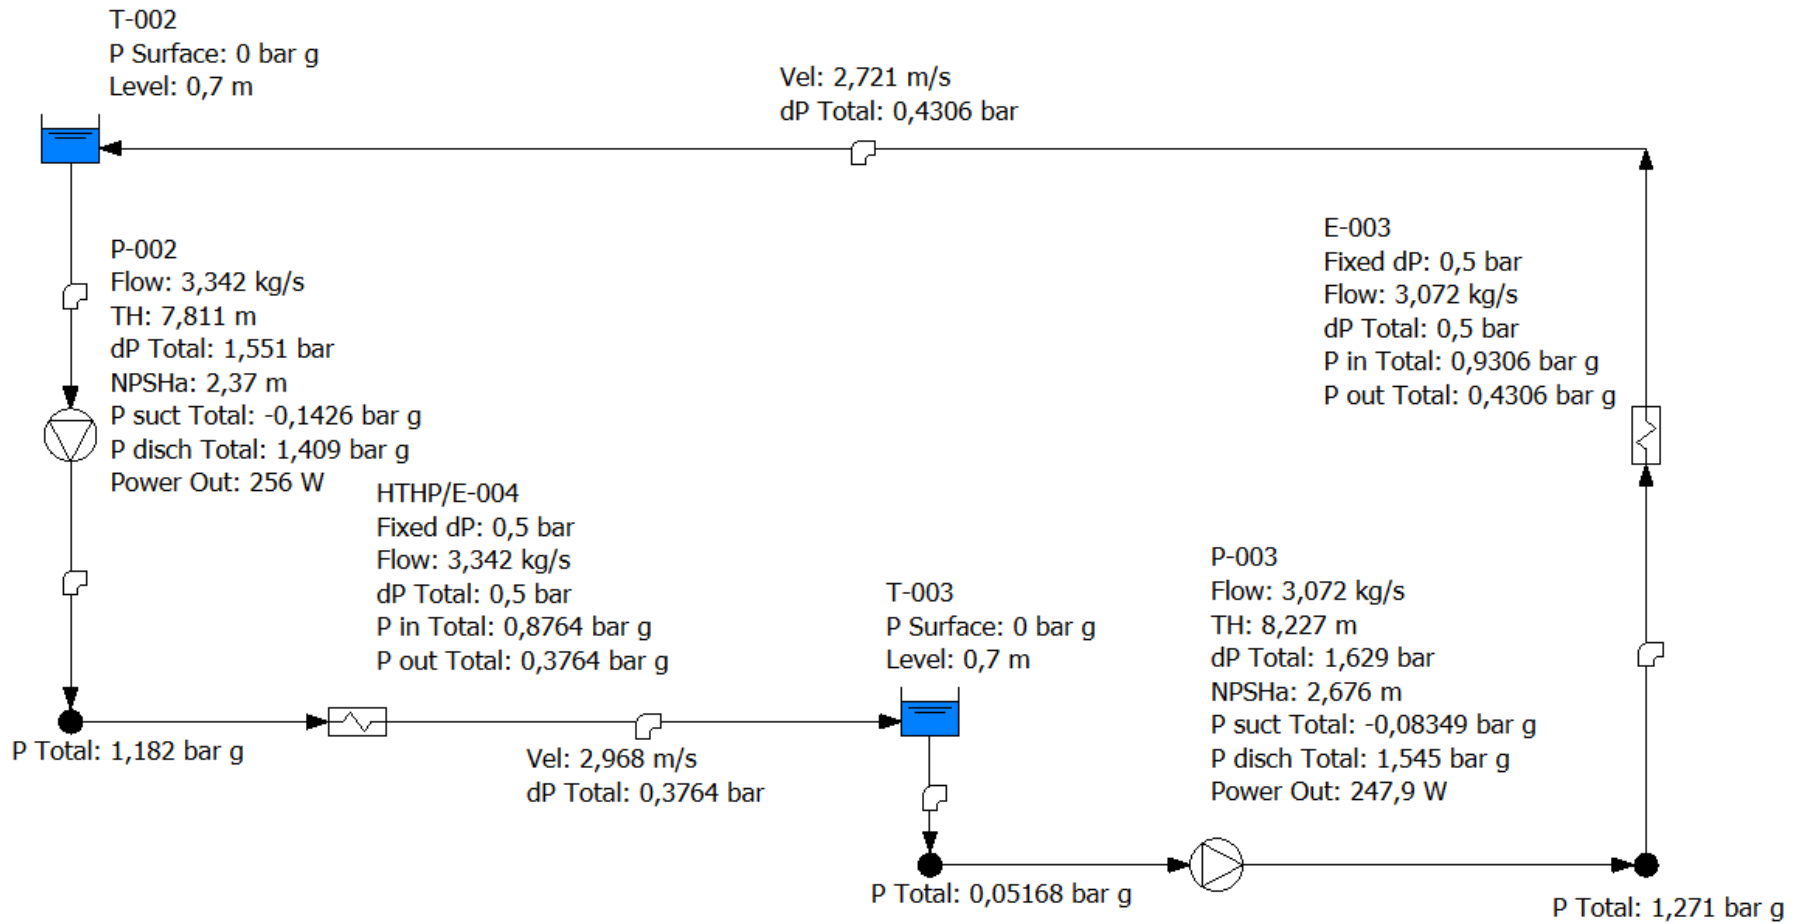 T-002
P Surface: 0 bar g
Level: 0,7 m
Vel: 2,721 m/s
dP Total: 0,4306 bar
P-002
Flow: 3,342 kg/s
TH: 7,811 m
dP Total: 1,551 bar
NPSHa: 2,37 m
P suct Total: -0,1426 bar g
P disch Total: 1,409 bar g
Power Out: 256 W
E-003
Fixed dP: 0,5 bar
Flow: 3,072 kg/s
dP Total: 0,5 bar
P in Total: 0,9306 bar g
P out Total: 0,4306 bar g
HTHP/E-004
Fixed dP: 0,5 bar
Flow: 3,342 kg/s
dP Total: 0,5 bar
P in Total: 0,8764 bar g
P out Total: 0,3764 bar g
T-003
P Surface: 0 bar g
Level: 0,7 m
P-003
Flow: 3,072 kg/s
TH: 8,227 m
dP Total: 1,629 bar
NPSHa: 2,676 m
P suct Total: -0,08349 bar g
P disch Total: 1,545 bar g
Power Out: 247,9 W
P Total: 1,182 bar g
Vel: 2,968 m/s
dP Total: 0,3764 bar
P Total: 0,05168 bar g
P Total: 1,271 bar g